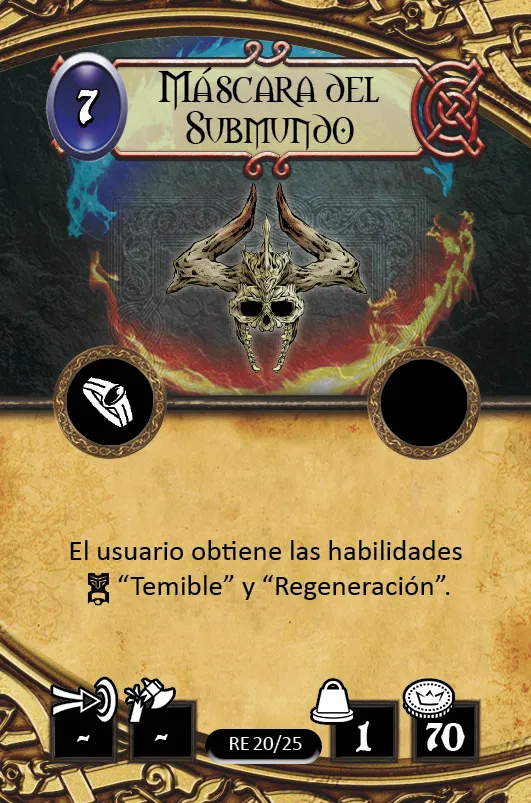 7
MÁSCARA DEL
SUBMUNDO
El usuario obtiene las habilidades
“Temible” y “Regeneración”.
~ ~ RE 20/25 1 70